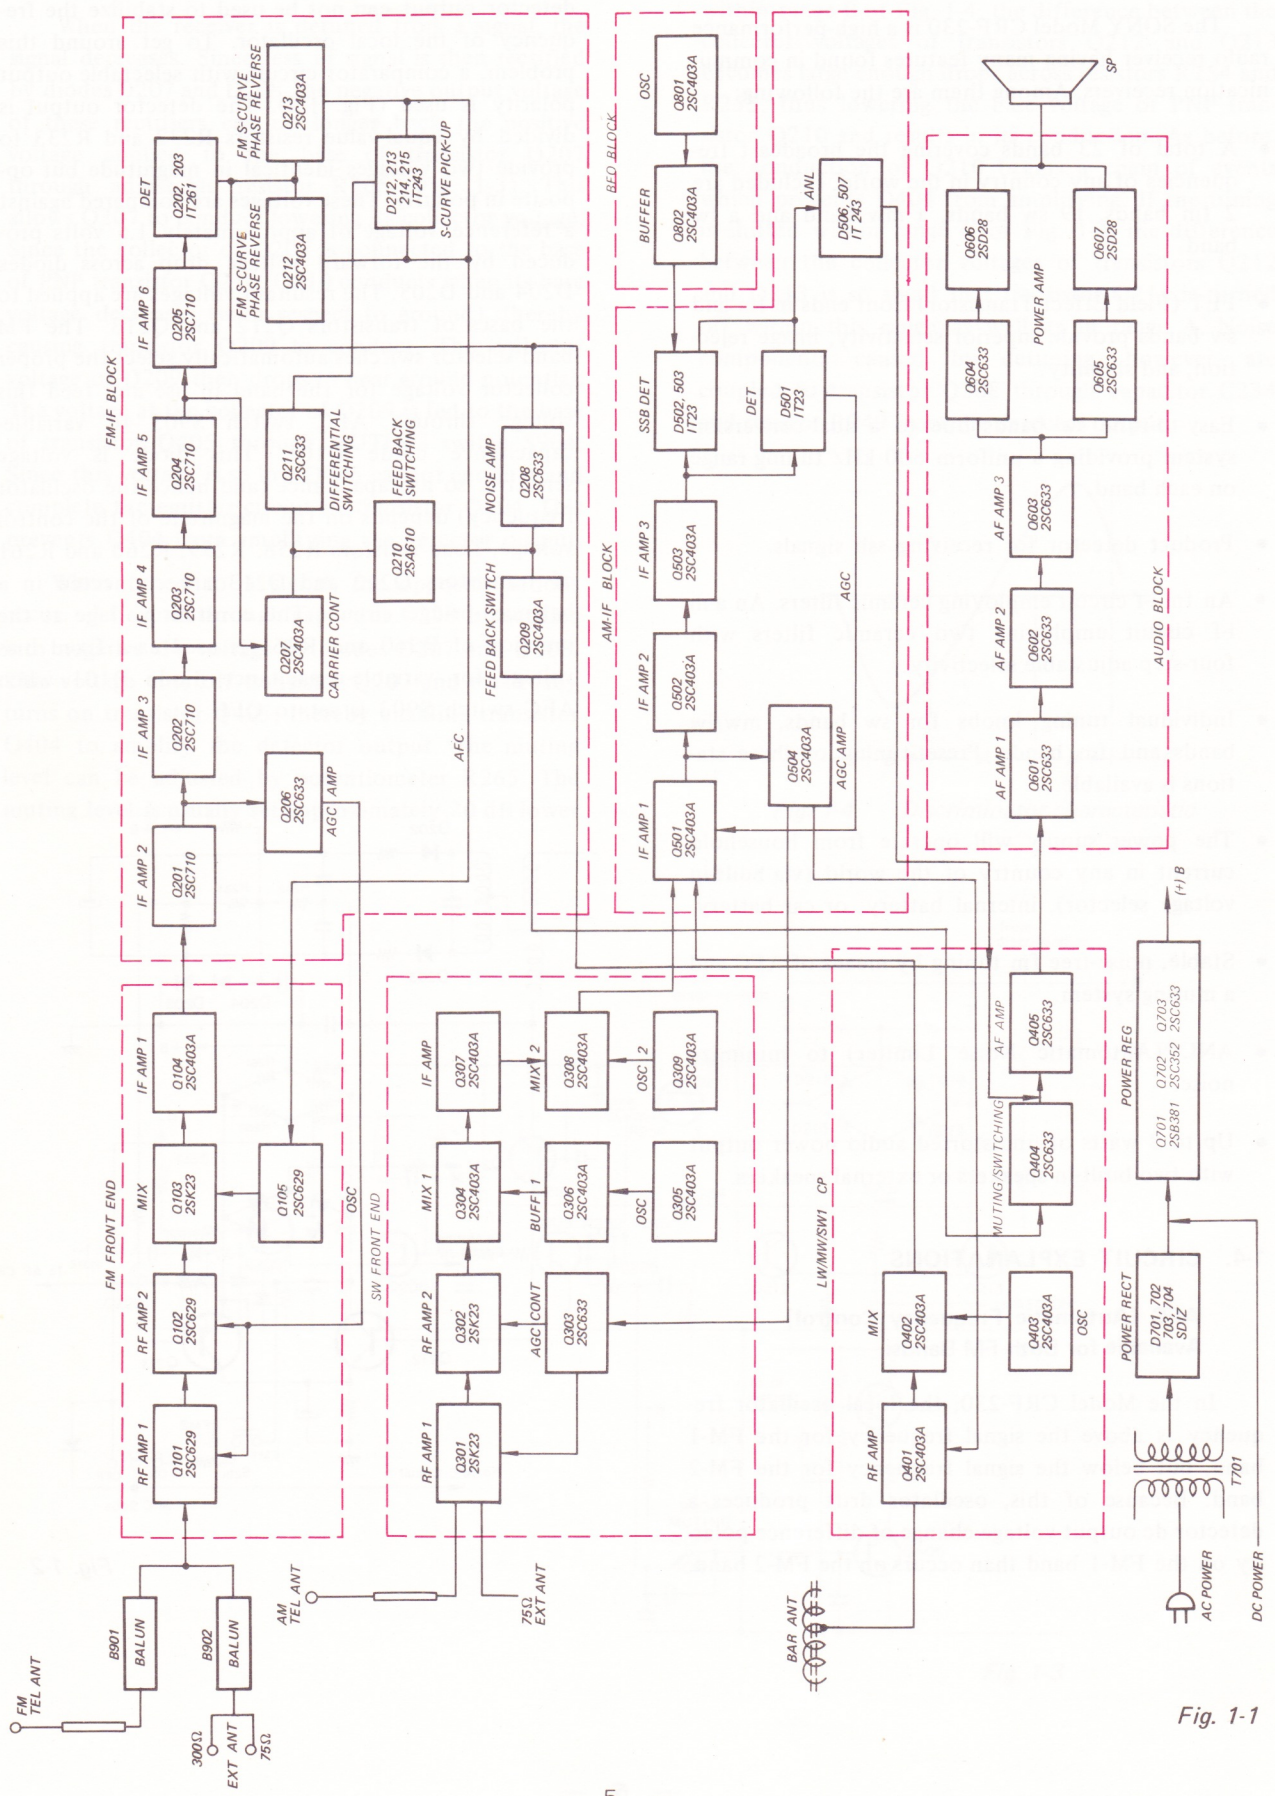 FM
TEL ANT
300Ω
EXT ANT
75Ω
B901
BALUN
B902
BALUN
FM FRONT END
RF AMP 1
Q101
2SC629
RF AMP 2
Q102
2SC629
MIX
Q103
2SK23
IF AMP 1
Q104
2SC403A
Q105
2SC629
OSC
FM-IF BLOCK
IF AMP 2
Q201
2SC710
IF AMP 3
Q202
2SC710
IF AMP 4
Q203
2SC710
IF AMP 5
Q204
2SC710
IF AMP 6
Q205
2SC710
DET
Q202, 203
IT261
Q206
2SC633
AGC AMP
Q207
2SC403A
CARRIER CONT
Q211
2SC633
DIFFERENTIAL
SWITCHING
FM S-CURVE
PHASE REVERSE
Q212
2SC403A
FM S-CURVE
PHASE REVERSE
Q213
2SC403A
D212, 213
214, 215
IT243
S-CURVE PICK-UP
FEED BACK
SWITCHING
Q210
2SA610
NOISE AMP
Q208
2SC633
FEED BACK SWITCH
Q209
2SC403A
AFC
AM
TEL ANT
75Ω
EXT ANT
SW FRONT END
RF AMP 1
Q301
2SK23
RF AMP 2
Q302
2SK23
MIX 1
Q304
2SC403A
IF AMP
Q307
2SC403A
AGC CONT
Q303
2SC633
BUFF 1
Q306
2SC403A
MIX 2
Q308
2SC403A
OSC
Q305
2SC403A
OSC 2
Q309
2SC403A
BFO BLOCK
OSC
Q801
2SC403A
BUFFER
Q802
2SC403A
AM-IF BLOCK
IF AMP 1
Q501
2SC403A
IF AMP 2
Q502
2SC403A
IF AMP 3
Q503
2SC403A
SSB DET
D502, 503
IT23
DET
D501
IT23
ANL
D506, 507
IT 243
Q504
2SC403A
AGC AMP
AGC
BAR ANT
LW/MW/SW1 CP
RF AMP
Q401
2SC403A
MIX
Q402
2SC403A
Q403
2SC403A
OSC
MUTING/SWITCHING
Q404
2SC633
AF AMP
Q405
2SC633
AUDIO BLOCK
AF AMP 1
Q601
2SC633
AF AMP 2
Q602
2SC633
AF AMP 3
Q603
2SC633
Q604
2SC633
Q605
2SC633
POWER AMP
Q606
2SD28
Q607
2SD28
SP
AC POWER
DC POWER
T701
POWER RECT
D701, 702
703, 704
SDIZ
POWER REG
Q701 Q702 Q703
2SB381 2SC352 2SC633
(+) B
Fig. 1-1